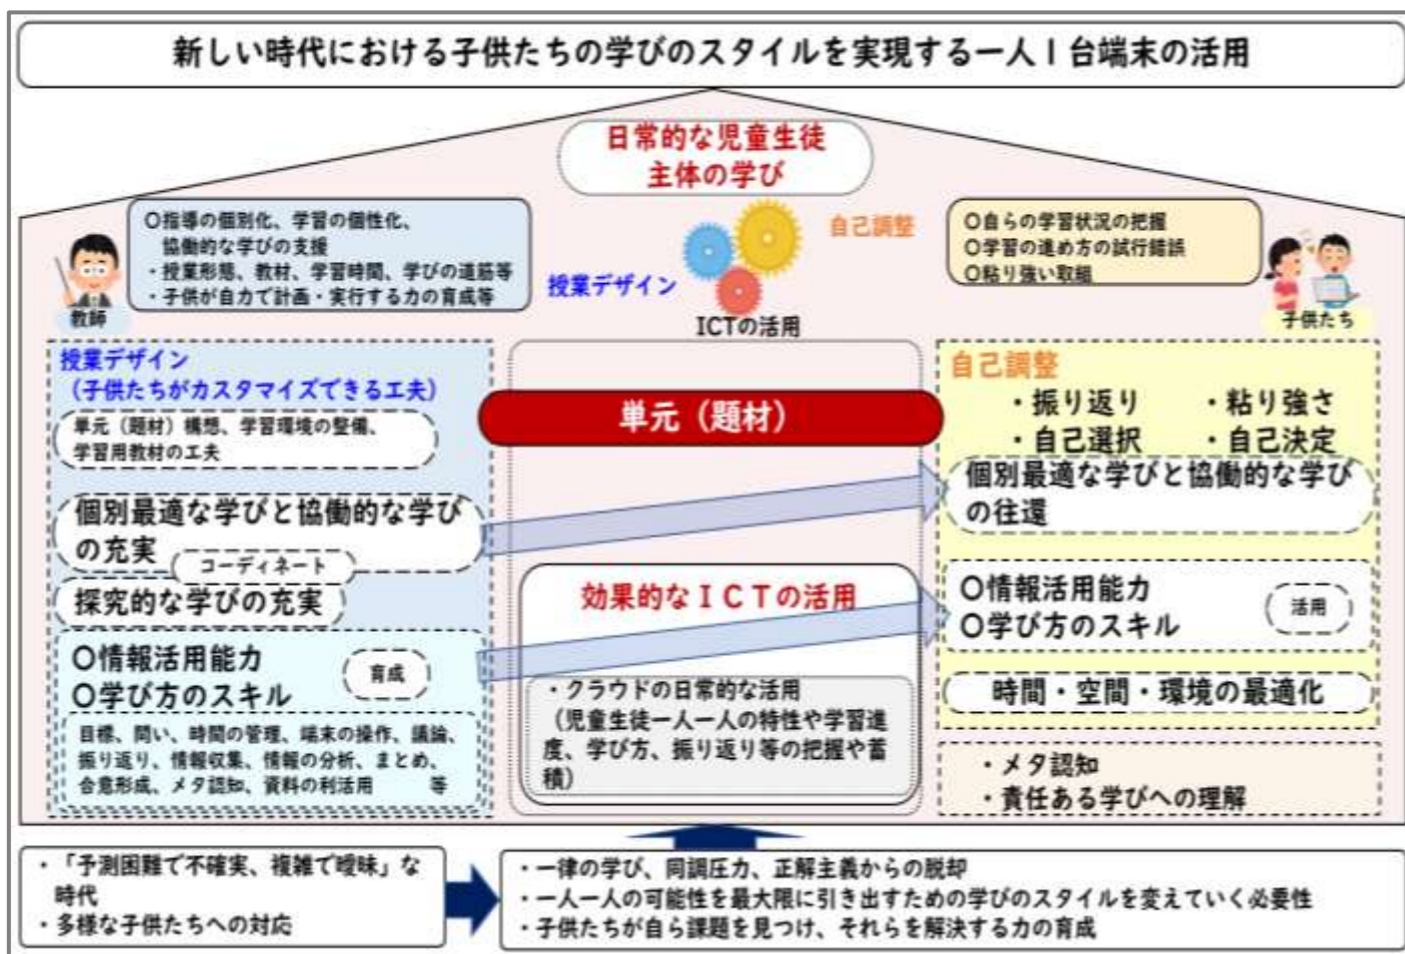 新しい時代における子供たちの学びのスタイルを実現する一人1台端末の活用
日常的な児童生徒
主体の学び
〇指導の個別化、学習の個性化、
協働的な学びの支援
・授業形態、教材、学習時間、学びの道筋等
・子供が自力で計画・実行する力の育成等
教師
授業デザイン
自己調整
ICTの活用
〇自らの学習状況の把握
〇学習の進め方の試行錯誤
〇粘り強い取組
子供たち
授業デザイン
（子供たちがカスタマイズできる工夫）
単元（題材）構想、学習環境の整備、
学習用教材の工夫
個別最適な学びと協働的な学び
の充実
コーディネート
探究的な学びの充実
〇情報活用能力
〇学び方のスキル
育成
目標、問い、時間の管理、端末の操作、議論、
振り返り、情報収集、情報の分析、まとめ、
合意形成、メタ認知、資料の利活用　　等
単元（題材）
効果的なＩＣＴの活用
・クラウドの日常的な活用
（児童生徒一人一人の特性や学習進
度、学び方、振り返り等の把握や蓄
積）
自己調整
・振り返り　・粘り強さ
・自己選択　・自己決定
個別最適な学びと協働的な学び
の往還
〇情報活用能力
〇学び方のスキル
活用
時間・空間・環境の最適化
・メタ認知
・責任ある学びへの理解
・「予測困難で不確実、複雑で曖昧」な
時代
・多様な子供たちへの対応
・一律の学び、同調圧力、正解主義からの脱却
・一人一人の可能性を最大限に引き出すための学びのスタイルを変えていく必要性
・子供たちが自ら課題を見つけ、それらを解決する力の育成